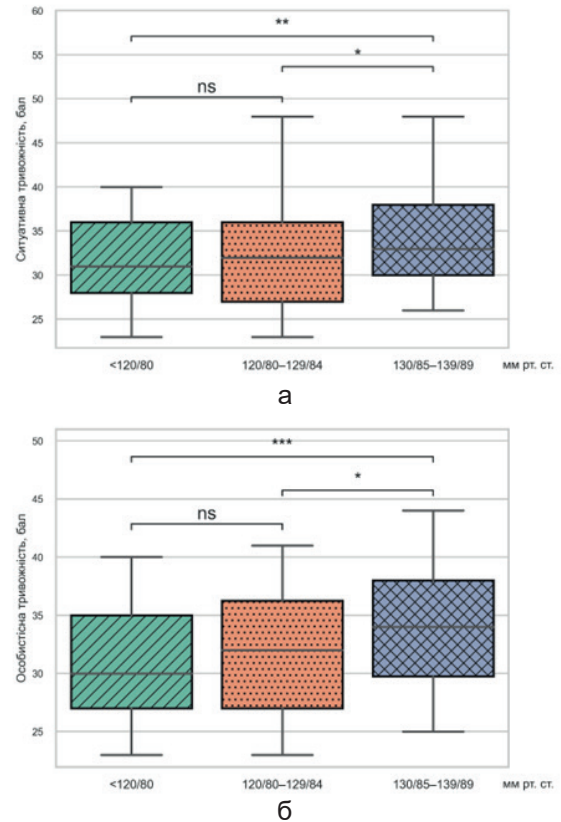 60
**
55
*
ns
50
45
40
35
30
25
Ситуативна тривожність, бал
<120/80 120/80–129/84 130/85–139/89 мм рт. ст.
а
50
***
45
*
ns
40
35
30
25
Особистісна тривожність, бал
<120/80 120/80–129/84 130/85–139/89 мм рт. ст.
б